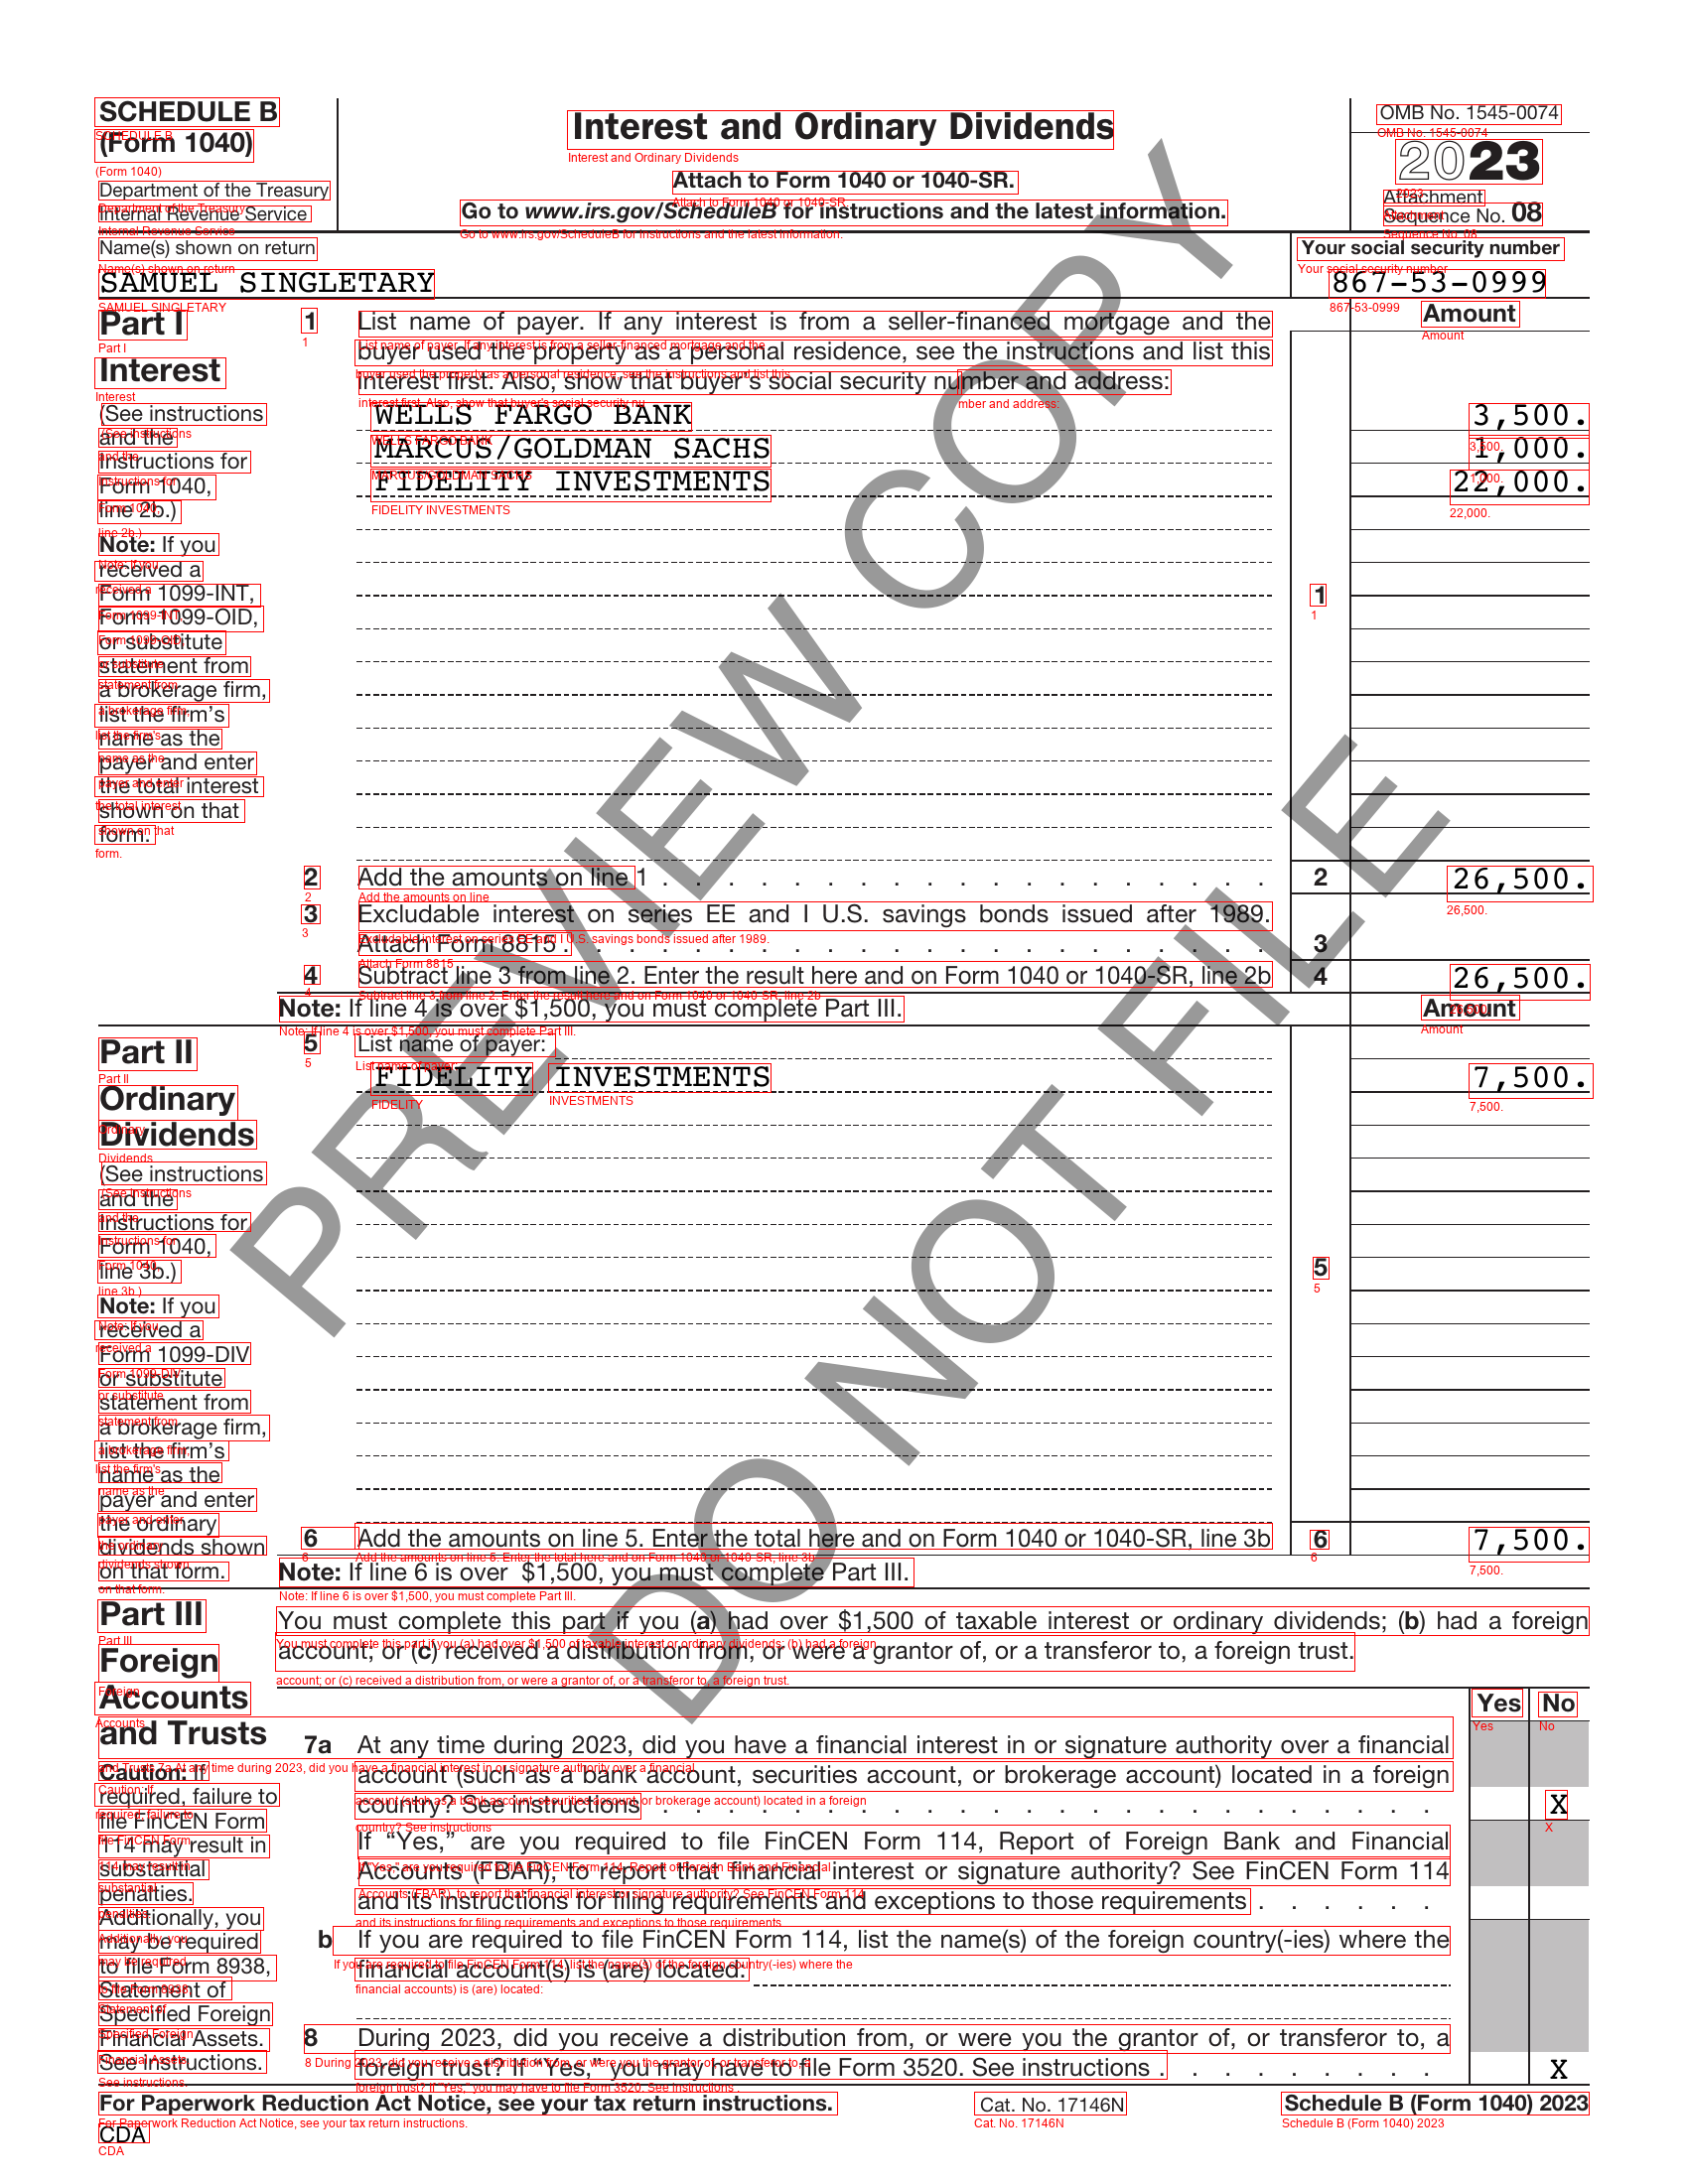 SCHEDULE B
(Form 1040)
Department of the Treasury
Internal Revenue Service
Interest and Ordinary Dividends
Attach to Form 1040 or 1040-SR.
Go to www.irs.gov/ScheduleB for instructions and the latest information.
OMB No. 1545-0074
2023
Attachment
Sequence No. 08
Name(s) shown on return
SAMUEL SINGLETARY
Your social security number
867-53-0999
Part I
Interest
(See instructions
and the
instructions for
Form 1040,
line 2b.)
Note: If you
received a
Form 1099-INT,
Form 1099-OID,
or substitute
statement from
a brokerage firm,
list the firm's
name as the
payer and enter
the total interest
shown on that
form.
1 List name of payer. If any interest is from a seller-financed mortgage and the
buyer used the property as a personal residence, see the instructions and list this
interest first. Also, show that buyer's social security number and address:
Amount
WELLS FARGO BANK 3,500.
MARCUS/GOLDMAN SACHS 1,000.
FIDELITY INVESTMENTS 22,000.
1
2 Add the amounts on line 1 . . . . . . . . . . . . . . . . . . . 2 26,500.
3 Excludable interest on series EE and I U.S. savings bonds issued after 1989.
Attach Form 8815 . . . . . . . . . . . . . . . . . . . . . 3
4 Subtract line 3 from line 2. Enter the result here and on Form 1040 or 1040-SR, line 2b 4 26,500.
Note: If line 4 is over $1,500, you must complete Part III. Amount
Part II
Ordinary
Dividends
(See instructions
and the
instructions for
Form 1040,
line 3b.)
Note: If you
received a
Form 1099-DIV
or substitute
statement from
a brokerage firm,
list the firm's
name as the
payer and enter
the ordinary
dividends shown
on that form.
5 List name of payer:
FIDELITY INVESTMENTS 7,500.
5
6 Add the amounts on line 5. Enter the total here and on Form 1040 or 1040-SR, line 3b 6 7,500.
Note: If line 6 is over $1,500, you must complete Part III.
Part III
Foreign
Accounts
and Trusts
Caution: If
required, failure to
file FinCEN Form
114 may result in
substantial
penalties.
Additionally, you
may be required
to file Form 8938,
Statement of
Specified Foreign
Financial Assets.
See instructions.
You must complete this part if you (a) had over $1,500 of taxable interest or ordinary dividends; (b) had a foreign
account; or (c) received a distribution from, or were a grantor of, or a transferor to, a foreign trust.
Yes No
7a At any time during 2023, did you have a financial interest in or signature authority over a financial
account (such as a bank account, securities account, or brokerage account) located in a foreign
country? See instructions . . . . . . . . . . . . . . . . . . . . . . X
If "Yes," are you required to file FinCEN Form 114, Report of Foreign Bank and Financial
Accounts (FBAR), to report that financial interest or signature authority? See FinCEN Form 114
and its instructions for filing requirements and exceptions to those requirements . . . . . .
b If you are required to file FinCEN Form 114, list the name(s) of the foreign country(-ies) where the
financial account(s) is (are) located:
8 During 2023, did you receive a distribution from, or were you the grantor of, or transferor to, a
foreign trust? If "Yes," you may have to file Form 3520. See instructions . . . . . . . . . X
For Paperwork Reduction Act Notice, see your tax return instructions. Cat. No. 17146N Schedule B (Form 1040) 2023
CDA
PREVIEW COPY
DO NOT FILE